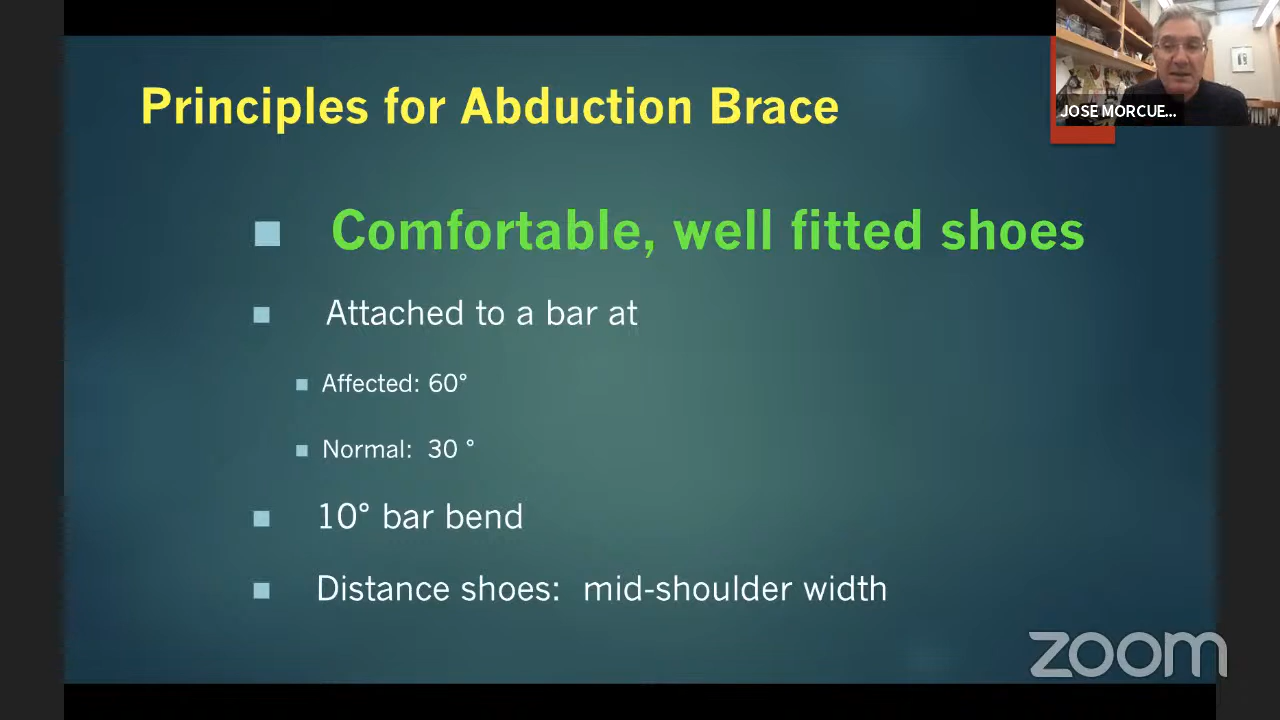 Principles for Abduction Brace
JOSE MORCUE...
Comfortable, well fitted shoes
Attached to a bar at
Affected: 60°
Normal: 30 °
10° bar bend
Distance shoes: mid-shoulder width
zoom